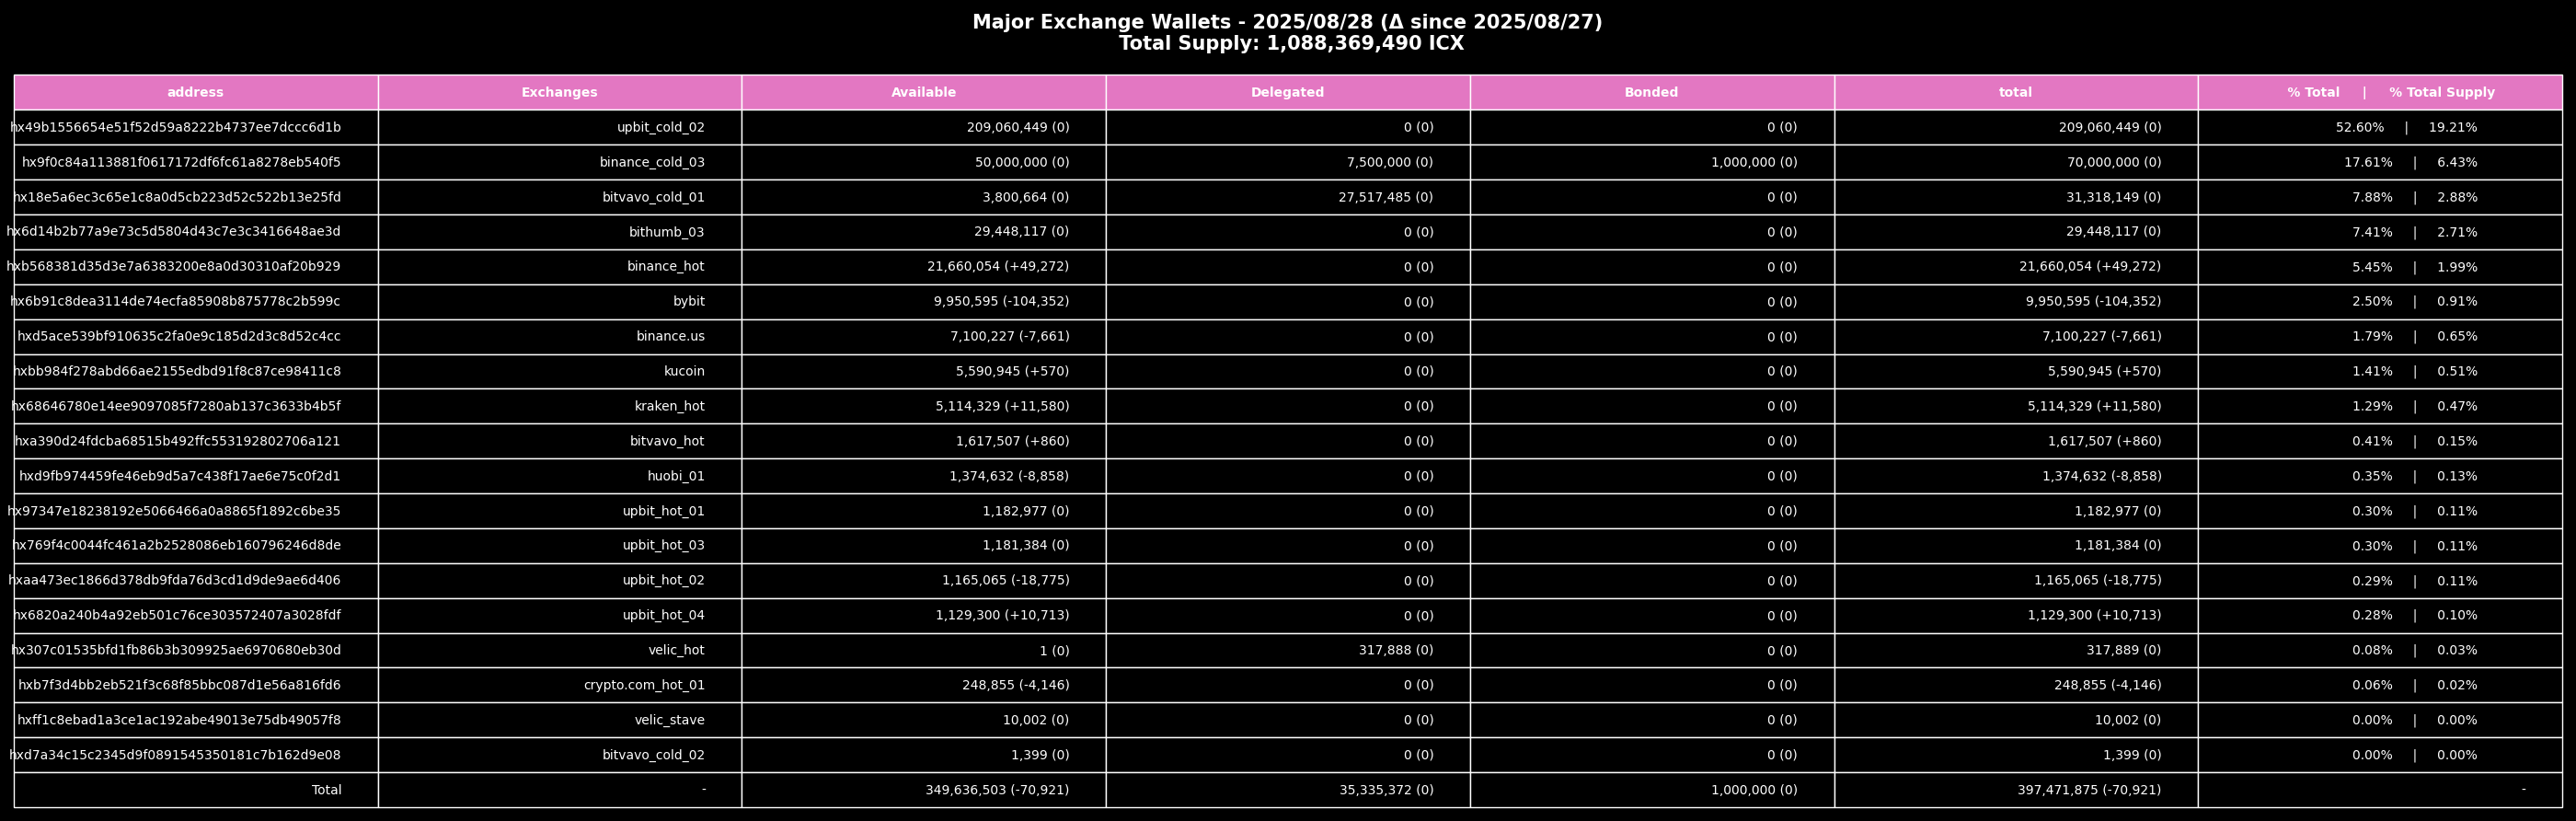 Major Exchange Wallets - 2025/08/28 (Δ since 2025/08/27)
Total Supply: 1,088,369,490 ICX
address Exchanges Available Delegated Bonded total % Total | % Total Supply
hx49b1556654e51f52d59a8222b4737ee7dccc6d1b upbit_cold_02 209,060,449 (0) 0 (0) 0 (0) 209,060,449 (0) 52.60% | 19.21%
hx9f0c84a113881f0617172df6fc61a8278eb540f5 binance_cold_03 50,000,000 (0) 7,500,000 (0) 1,000,000 (0) 70,000,000 (0) 17.61% | 6.43%
hx18e5a6ec3c65e1c8a0d5cb223d52c522b13e25fd bitvavo_cold_01 3,800,664 (0) 27,517,485 (0) 0 (0) 31,318,149 (0) 7.88% | 2.88%
hx6d14b2b77a9e73c5d5804d43c7e3c3416648ae3d bithumb_03 29,448,117 (0) 0 (0) 0 (0) 29,448,117 (0) 7.41% | 2.71%
hxb568381d35d3e7a6383200e8a0d30310af20b929 binance_hot 21,660,054 (+49,272) 0 (0) 0 (0) 21,660,054 (+49,272) 5.45% | 1.99%
hx6b91c8dea3114de74ecfa85908b875778c2b599c bybit 9,950,595 (-104,352) 0 (0) 0 (0) 9,950,595 (-104,352) 2.50% | 0.91%
hxd5ace539bf910635c2fa0e9c185d2d3c8d52c4cc binance.us 7,100,227 (-7,661) 0 (0) 0 (0) 7,100,227 (-7,661) 1.79% | 0.65%
hxbb984f278abd66ae2155edbd91f8c87ce98411c8 kucoin 5,590,945 (+570) 0 (0) 0 (0) 5,590,945 (+570) 1.41% | 0.51%
hx68646780e14ee9097085f7280ab137c3633b4b5f kraken_hot 5,114,329 (+11,580) 0 (0) 0 (0) 5,114,329 (+11,580) 1.29% | 0.47%
hxa390d24fdcba68515b492ffc553192802706a121 bitvavo_hot 1,617,507 (+860) 0 (0) 0 (0) 1,617,507 (+860) 0.41% | 0.15%
hxd9fb974459fe46eb9d5a7c438f17ae6e75c0f2d1 huobi_01 1,374,632 (-8,858) 0 (0) 0 (0) 1,374,632 (-8,858) 0.35% | 0.13%
hx97347e18238192e5066466a0a8865f1892c6be35 upbit_hot_01 1,182,977 (0) 0 (0) 0 (0) 1,182,977 (0) 0.30% | 0.11%
hx769f4c0044fc461a2b2528086eb160796246d8de upbit_hot_03 1,181,384 (0) 0 (0) 0 (0) 1,181,384 (0) 0.30% | 0.11%
hxaa473ec1866d378db9fda76d3cd1d9de9ae6d406 upbit_hot_02 1,165,065 (-18,775) 0 (0) 0 (0) 1,165,065 (-18,775) 0.29% | 0.11%
hx6820a240b4a92eb501c76ce303572407a3028fdf upbit_hot_04 1,129,300 (+10,713) 0 (0) 0 (0) 1,129,300 (+10,713) 0.28% | 0.10%
hx307c01535bfd1fb86b3b309925ae6970680eb30d velic_hot 1 (0) 317,888 (0) 0 (0) 317,889 (0) 0.08% | 0.03%
hxb7f3d4bb2eb521f3c68f85bbc087d1e56a816fd6 crypto.com_hot_01 248,855 (-4,146) 0 (0) 0 (0) 248,855 (-4,146) 0.06% | 0.02%
hxff1c8ebad1a3ce1ac192abe49013e75db49057f8 velic_stave 10,002 (0) 0 (0) 0 (0) 10,002 (0) 0.00% | 0.00%
hxd7a34c15c2345d9f0891545350181c7b162d9e08 bitvavo_cold_02 1,399 (0) 0 (0) 0 (0) 1,399 (0) 0.00% | 0.00%
Total - 349,636,503 (-70,921) 35,335,372 (0) 1,000,000 (0) 397,471,875 (-70,921) -